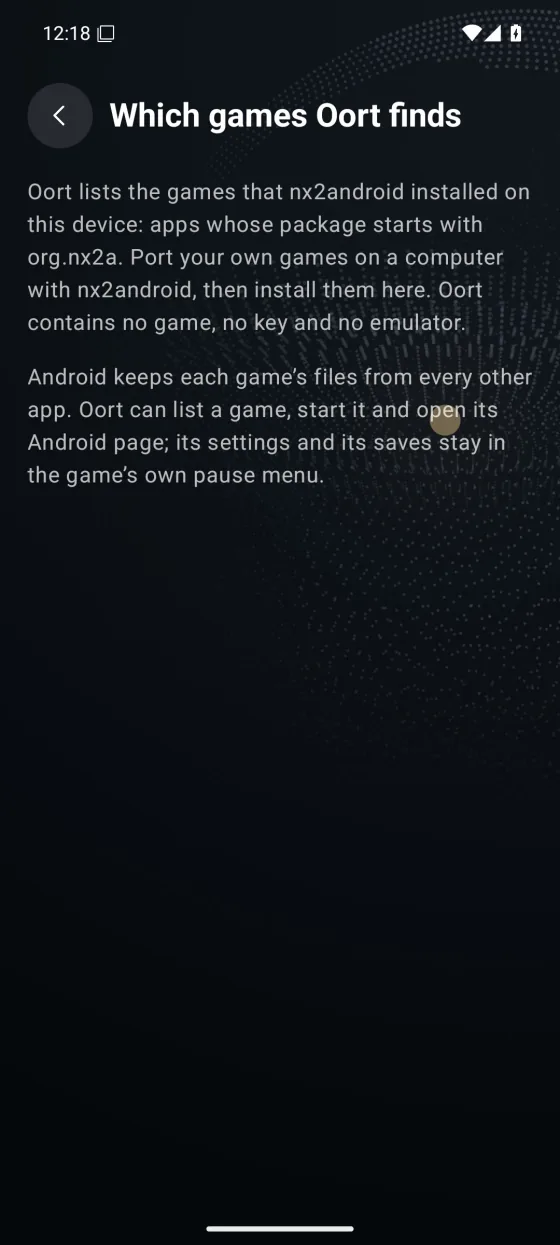 12:18
Which games Oort finds
Oort lists the games that nx2android installed on
this device: apps whose package starts with
org.nx2a. Port your own games on a computer
with nx2android, then install them here. Oort
contains no game, no key and no emulator.
Android keeps each game’s files from every other
app. Oort can list a game, start it and open its
Android page; its settings and its saves stay in
the game’s own pause menu.